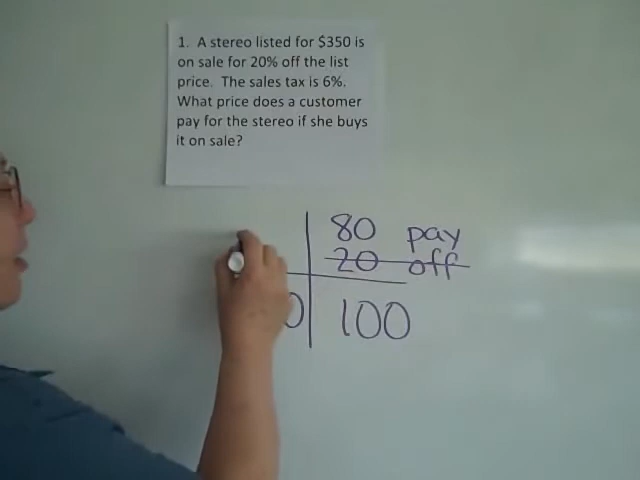 1. A stereo listed for $350 is
on sale for 20% off the list
price. The sales tax is 6%.
What price does a customer
pay for the stereo if she buys
it on sale?
80 pay
20 off
0 100